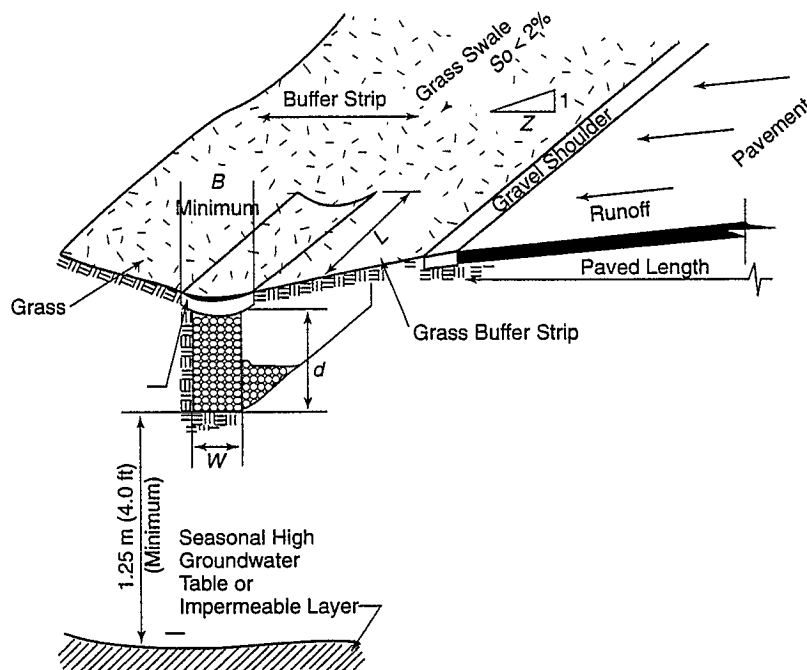 Grass Swale
So < 2%
Buffer Strip
1
Z
Pavement
B
Minimum
Gravel Shoulder
Runoff
L
Paved Length
Grass
Grass Buffer Strip
d
W
1.25 m (4.0 ft)
(Minimum)
Seasonal High
Groundwater
Table or
Impermeable Layer